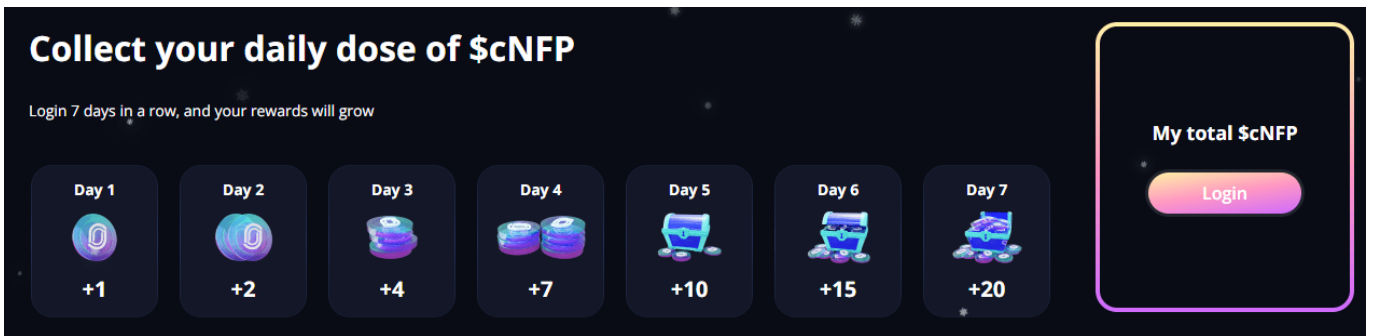 Collect your daily dose of $cNFP
Login 7 days in a row, and your rewards will grow
Day 1
+1
Day 2
+2
Day 3
+4
Day 4
+7
Day 5
+10
Day 6
+15
Day 7
+20
My total $cNFP
Login